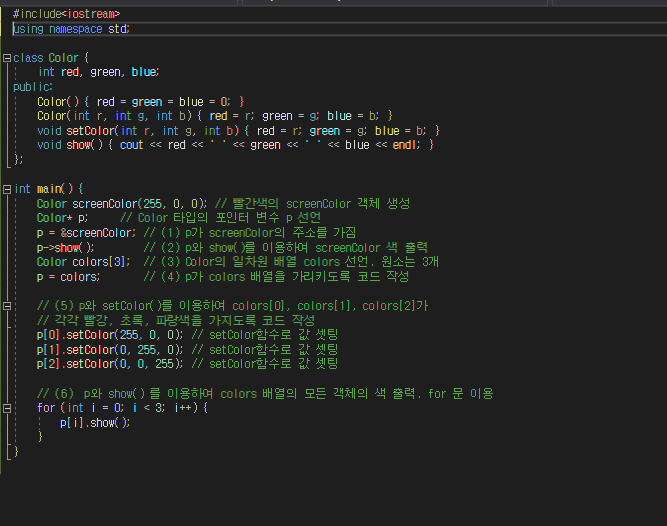 #include<iostream>
using namespace std;
class Color {
int red, green, blue;
public:
Color() { red = green = blue = 0; }
Color(int r, int g, int b) { red = r; green = g; blue = b; }
void setColor(int r, int g, int b) { red = r; green = g; blue = b; }
void show() { cout << red << ' ' << green << ' ' << blue << endl; }
};
int main() {
Color screenColor(255, 0, 0); // 빨간색의 screenColor 객체 생성
Color* p; // Color 타입의 포인터 변수 p 선언
p = &screenColor; // (1) p가 screenColor의 주소를 가짐
p->show(); // (2) p와 show()를 이용하여 screenColor 색 출력
Color colors[3]; // (3) Color의 일차원 배열 colors 선언. 원소는 3개
p = colors; // (4) p가 colors 배열을 가리키도록 코드 작성
// (5) p와 setColor()를 이용하여 colors[0], colors[1], colors[2]가
// 각각 빨강, 초록, 파랑색을 가지도록 코드 작성
p[0].setColor(255, 0, 0); // setColor함수로 값 셋팅
p[1].setColor(0, 255, 0); // setColor함수로 값 셋팅
p[2].setColor(0, 0, 255); // setColor함수로 값 셋팅
// (6) p와 show()를 이용하여 colors 배열의 모든 객체의 색 출력. for 문 이용
for (int i = 0; i < 3; i++) {
p[i].show();
}
}